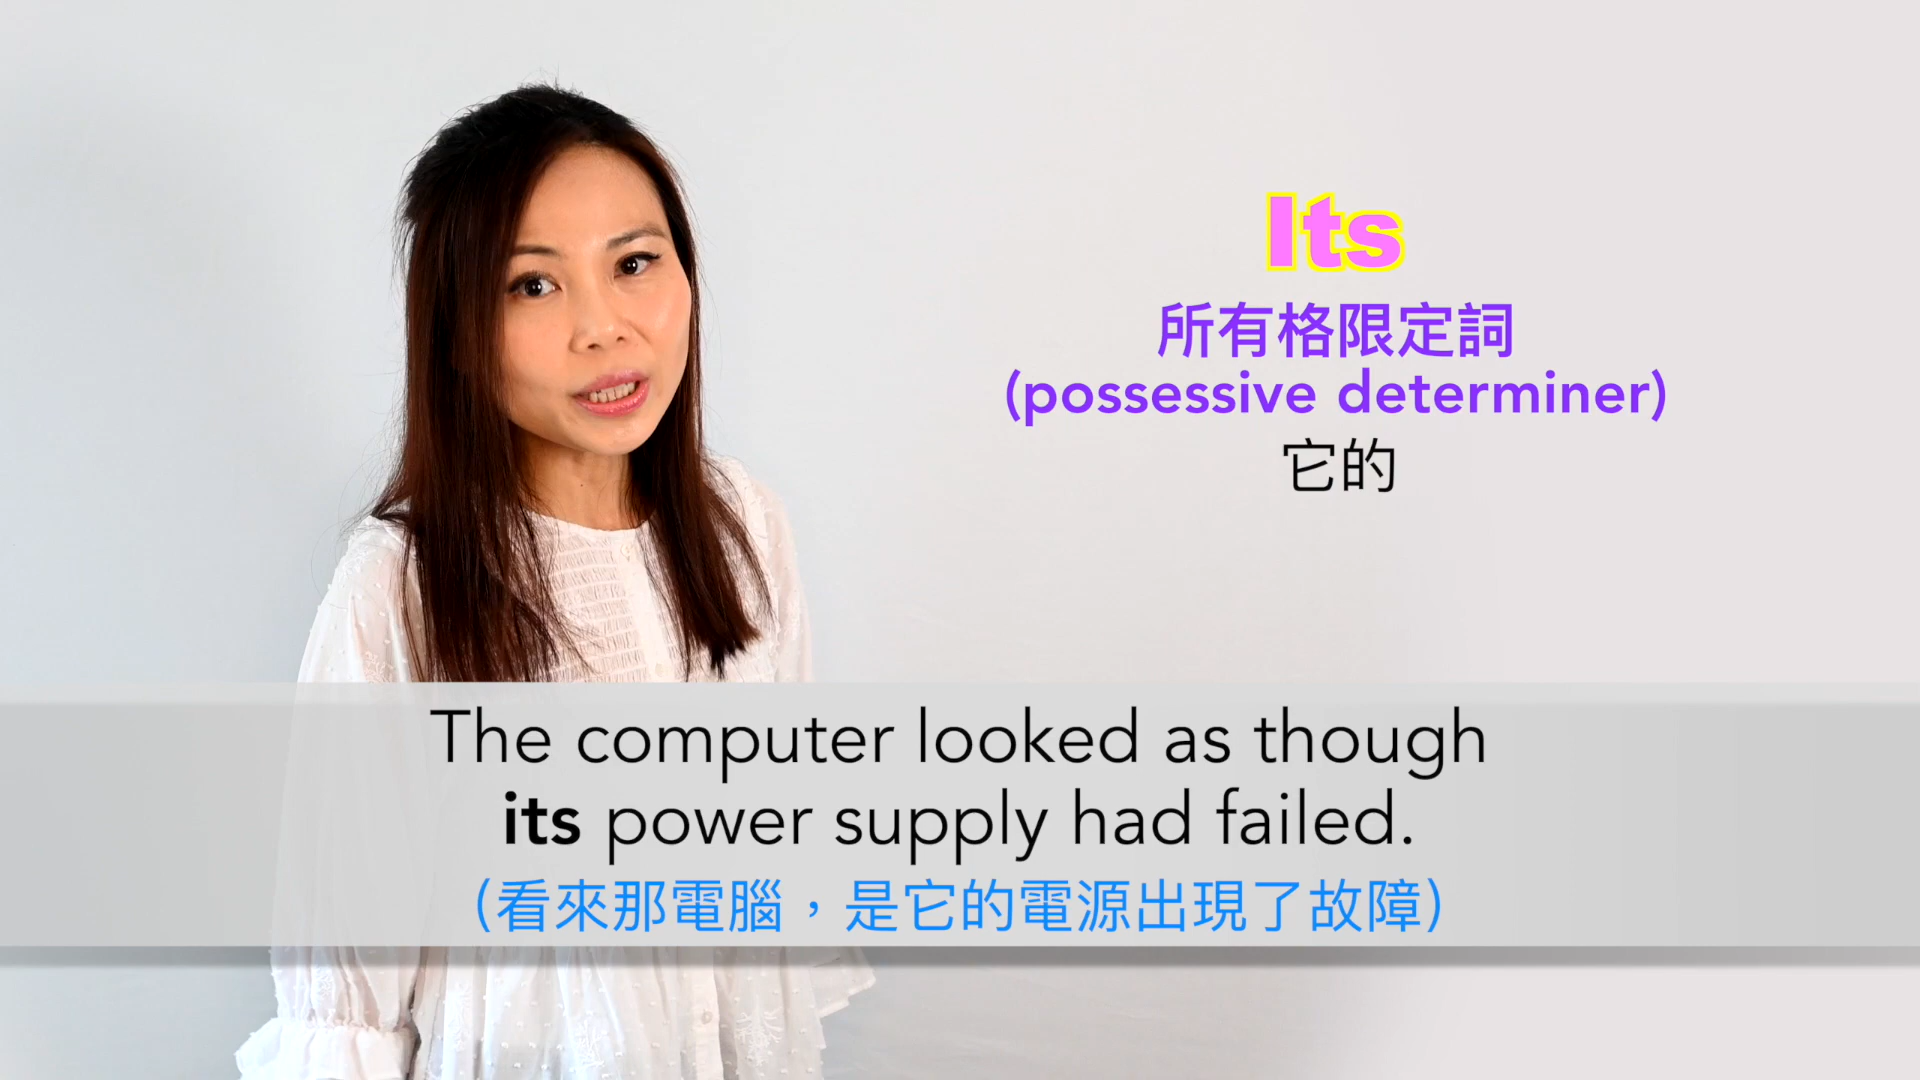 Its
所有格限定詞
(possessive determiner)
它的
The computer looked as though
its power supply had failed.
(看來那電腦，是它的電源出現了故障)